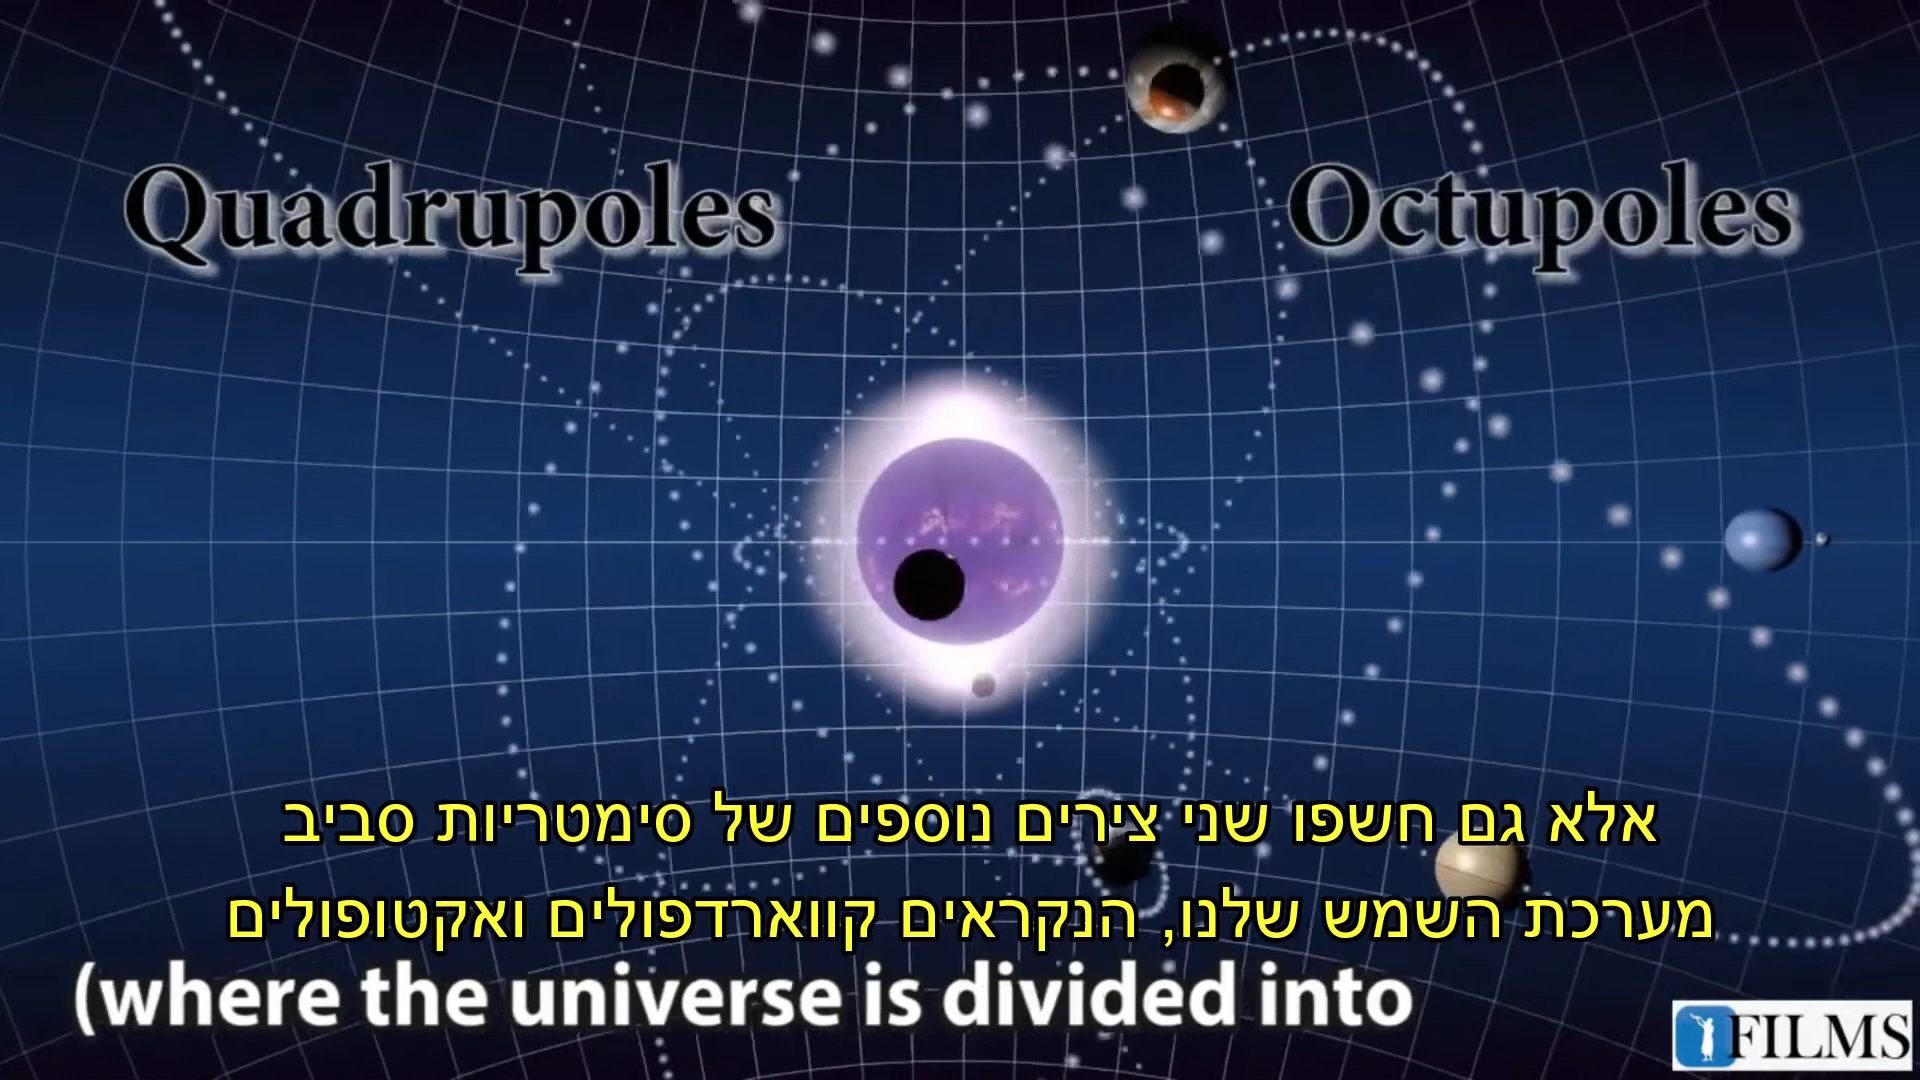 Quadrupoles
Octupoles
אלא גם חשפו שני צירים נוספים של סימטריות סביב
מערכת השמש שלנו, הנקראים קווארדפולים ואקטופולים
(where the universe is divided into
FILMS